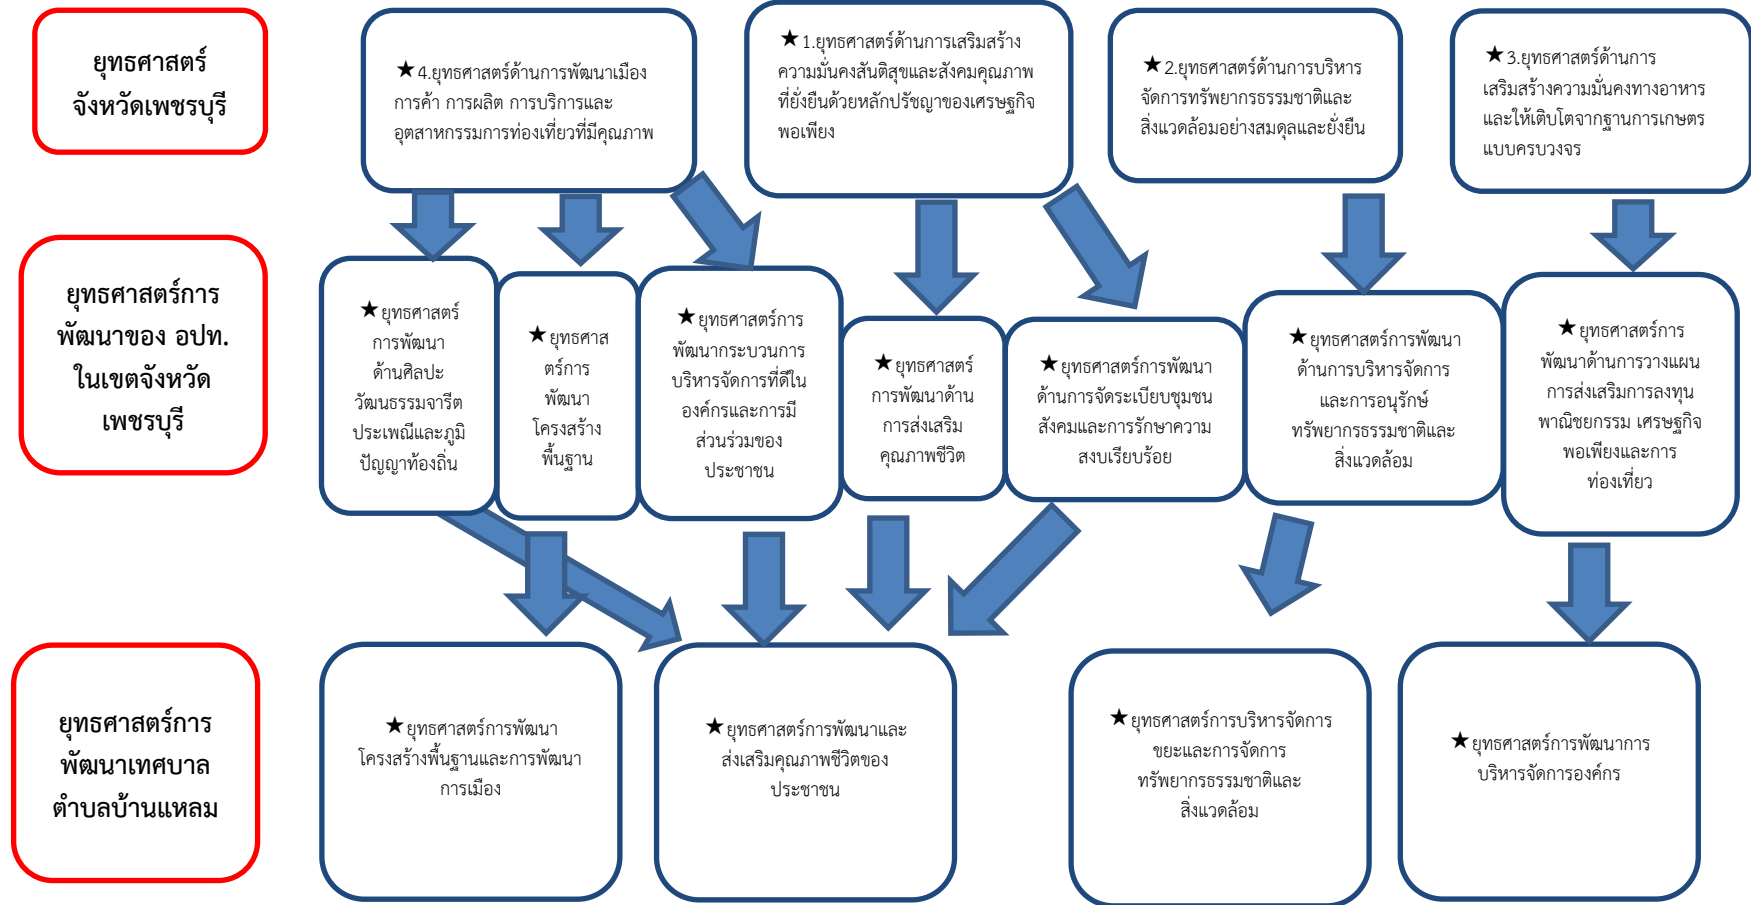 ยุทธศาสตร์
จังหวัดเพชรบุรี
★4.ยุทธศาสตร์ด้านการพัฒนาเมือง
การค้า การผลิต การบริการและ
อุตสาหกรรมการท่องเที่ยวที่มีคุณภาพ
★1.ยุทธศาสตร์ด้านการเสริมสร้าง
ความมั่นคงสันติสุขและสังคมคุณภาพ
ที่ยั่งยืนด้วยหลักปรัชญาของเศรษฐกิจ
พอเพียง
★2.ยุทธศาสตร์ด้านการบริหาร
จัดการทรัพยากรธรรมชาติและ
สิ่งแวดล้อมอย่างสมดุลและยั่งยืน
★3.ยุทธศาสตร์ด้านการ
เสริมสร้างความมั่นคงทางอาหาร
และให้เติบโตจากฐานการเกษตร
แบบครบวงจร
ยุทธศาสตร์การ
พัฒนาของ อปท.
ในเขตจังหวัด
เพชรบุรี
★ยุทธศาสตร์
การพัฒนา
ด้านศิลปะ
วัฒนธรรมจารีต
ประเพณีและภูมิ
ปัญญาท้องถิ่น
★ยุทธศาส
ตร์การ
พัฒนา
โครงสร้าง
พื้นฐาน
★ยุทธศาสตร์การ
พัฒนากระบวนการ
บริหารจัดการที่ดีใน
องค์กรและการมี
ส่วนร่วมของ
ประชาชน
★ยุทธศาสตร์
การพัฒนาด้าน
การส่งเสริม
คุณภาพชีวิต
★ยุทธศาสตร์การพัฒนา
ด้านการจัดระเบียบชุมชน
สังคมและการรักษาความ
สงบเรียบร้อย
★ยุทธศาสตร์การพัฒนา
ด้านการบริหารจัดการ
และการอนุรักษ์
ทรัพยากรธรรมชาติและ
สิ่งแวดล้อม
★ยุทธศาสตร์การ
พัฒนาด้านการวางแผน
การส่งเสริมการลงทุน
พาณิชยกรรม เศรษฐกิจ
พอเพียงและการ
ท่องเที่ยว
ยุทธศาสตร์การ
พัฒนาเทศบาล
ตำบลบ้านแหลม
★ยุทธศาสตร์การพัฒนา
โครงสร้างพื้นฐานและการพัฒนา
การเมือง
★ยุทธศาสตร์การพัฒนาและ
ส่งเสริมคุณภาพชีวิตของ
ประชาชน
★ยุทธศาสตร์การบริหารจัดการ
ขยะและการจัดการ
ทรัพยากรธรรมชาติและ
สิ่งแวดล้อม
★ยุทธศาสตร์การพัฒนาการ
บริหารจัดการองค์กร